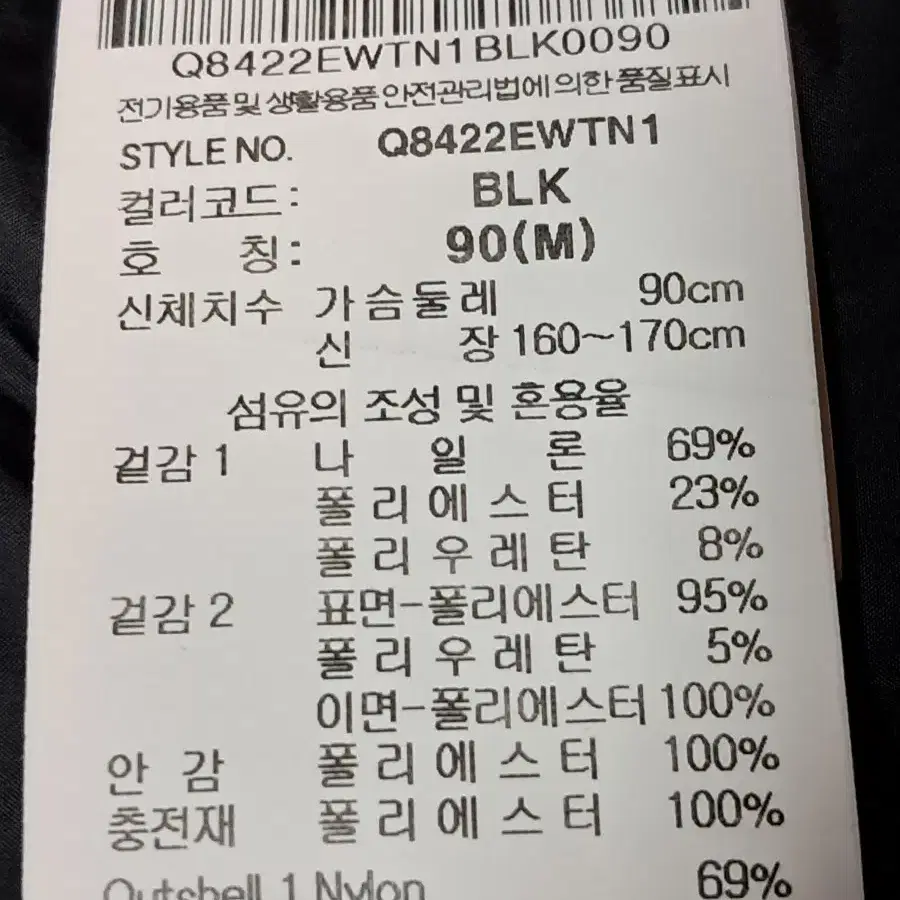 Q8422EWTN1BLK0090
전기용품 및 생활용품 안전관리법에 의한 품질표시
STYLE NO. Q8422EWTN1
컬러코드: BLK
호 칭: 90(M)
신체치수 가슴둘레 90cm
신 장 160~170cm
섬유의 조성 및 혼용율
겉감 1 나 일 론 69%
폴 리 에 스 터 23%
폴 리 우 레 탄 8%
겉감 2 표면-폴리에스터 95%
폴 리 우 레 탄 5%
이면-폴리에스터 100%
안 감 폴 리 에 스 터 100%
충전재 폴 리 에 스 터 100%
Outshell 1 Nylon 69%